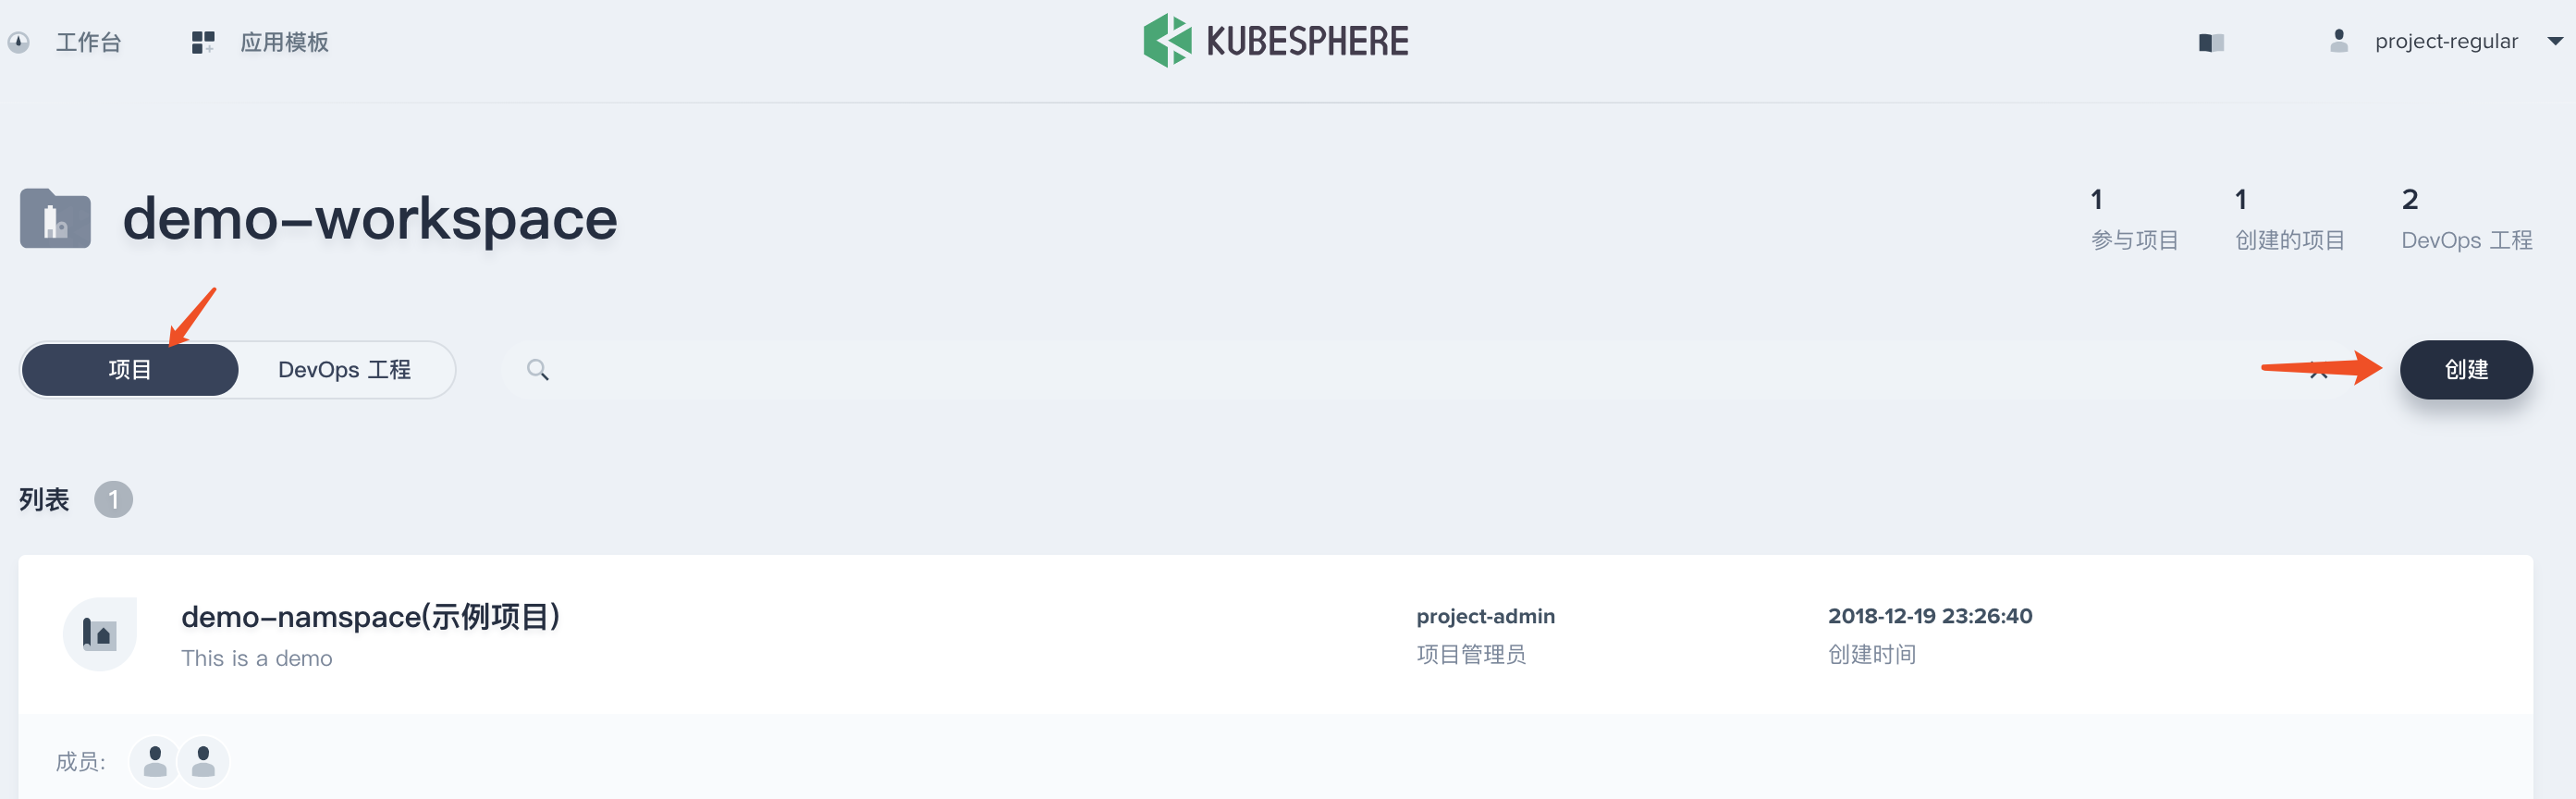 工作台 应用模板 KUBESPHERE project-regular
demo-workspace
1 1 2
参与项目 创建的项目 DevOps 工程
项目 DevOps 工程 创建
列表 1
demo-namspace(示例项目) project-admin 2018-12-19 23:26:40
This is a demo 项目管理员 创建时间
成员: